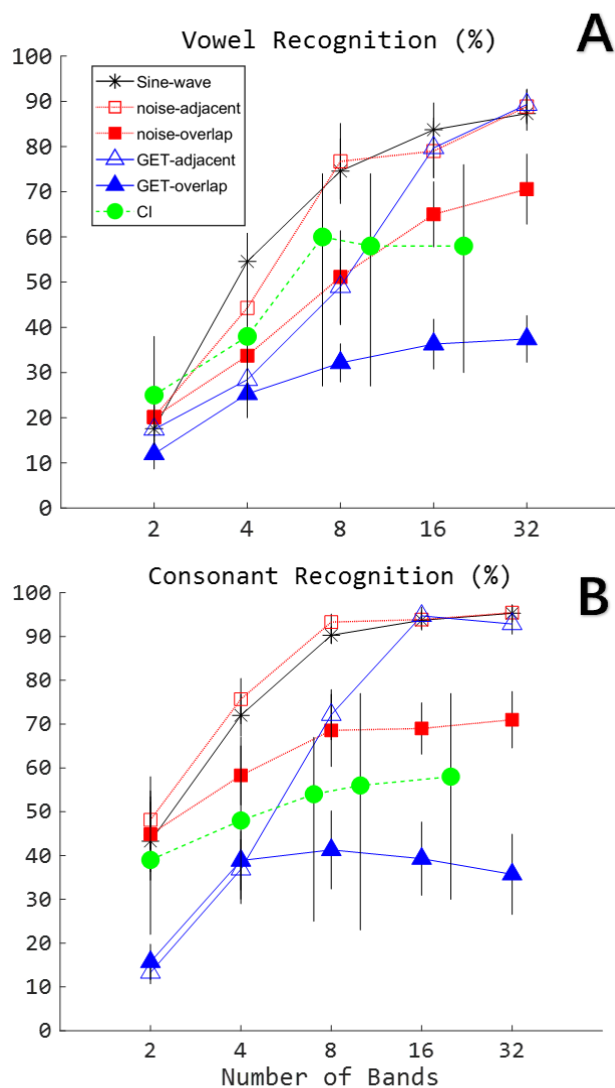 Vowel Recognition (%)
A
100
90
80
70
60
50
40
30
20
10
0
Sine-wave
noise-adjacent
noise-overlap
GET-adjacent
GET-overlap
CI
2 4 8 16 32
Consonant Recognition (%)
B
100
90
80
70
60
50
40
30
20
10
0
2 4 8 16 32
Number of Bands